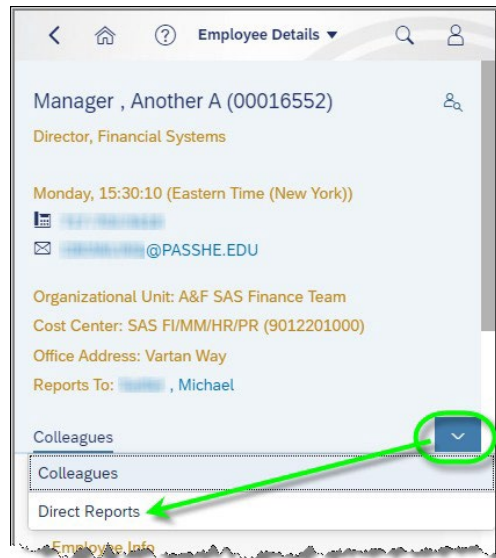 Employee Details
Manager , Another A (00016552)
Director, Financial Systems
Monday, 15:30:10 (Eastern Time (New York))
@PASSHE.EDU
Organizational Unit: A&F SAS Finance Team
Cost Center: SAS FI/MM/HR/PR (9012201000)
Office Address: Vartan Way
Reports To: , Michael
Colleagues
Colleagues
Direct Reports
Employee Info